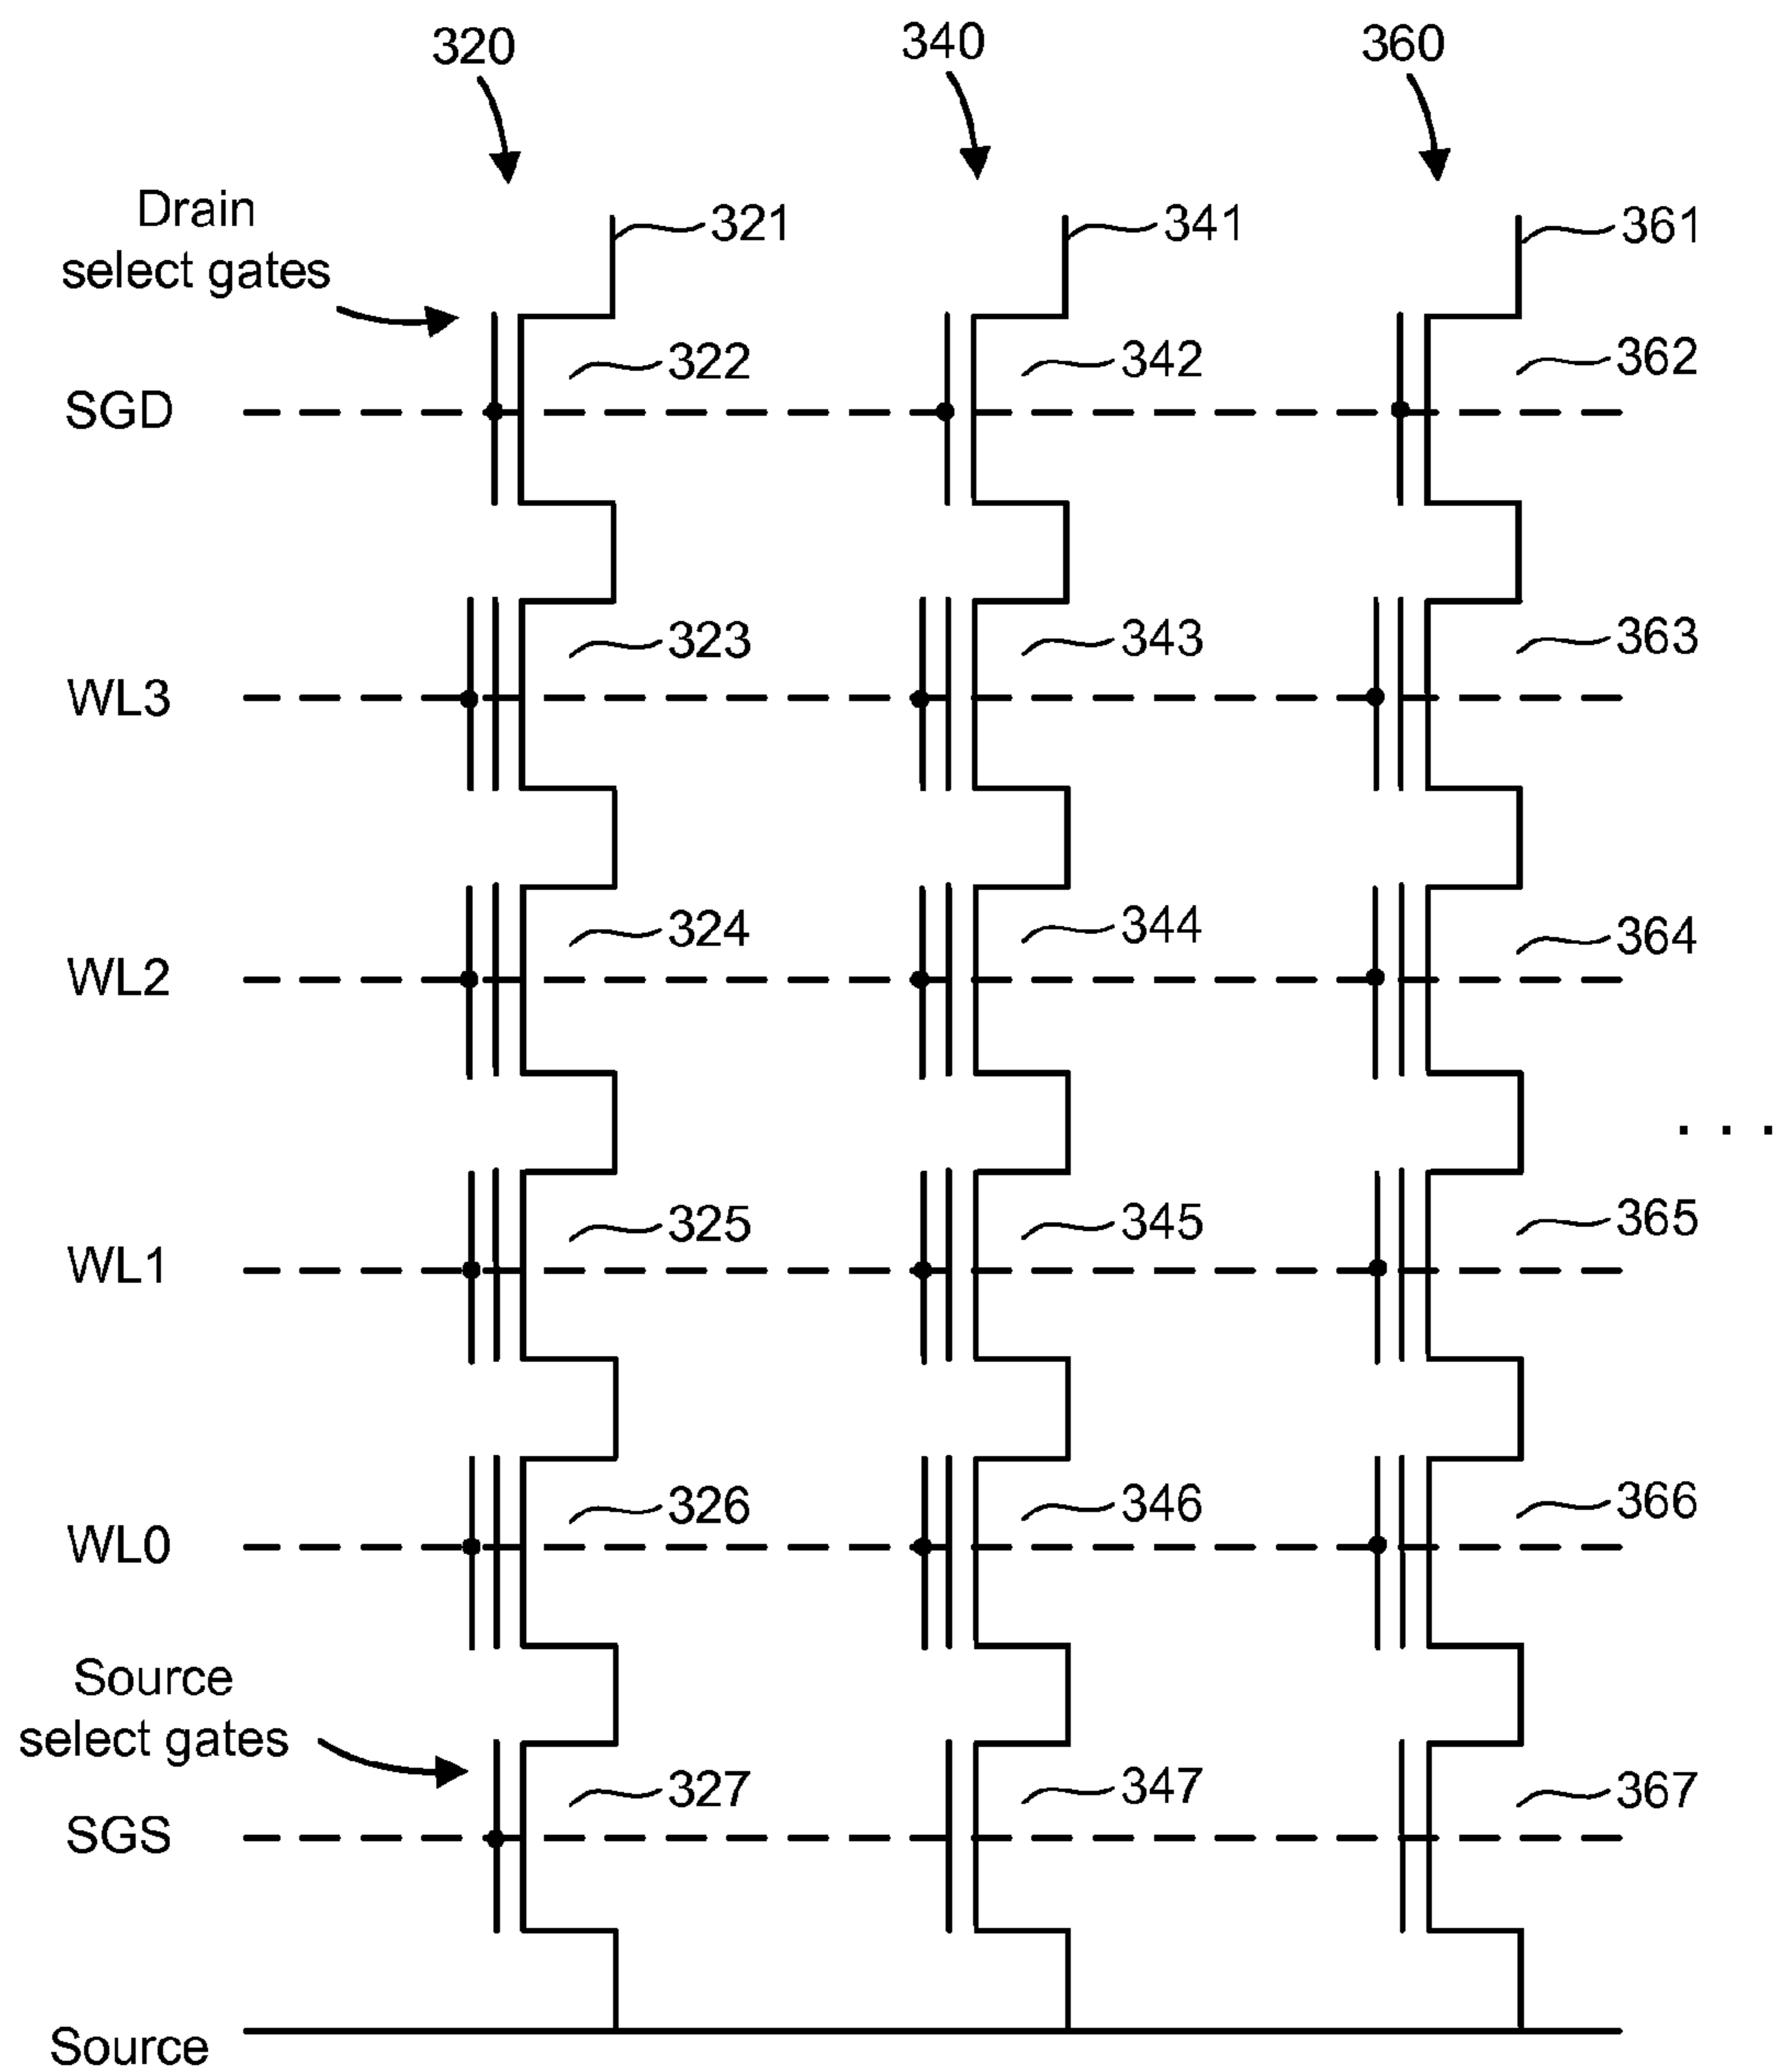 320 340 360
Drain
select gates
321 341 361
322 342 362
SGD
323 343 363
WL3
324 344 364
WL2
. . .
325 345 365
WL1
326 346 366
WL0
Source
select gates
327 347 367
SGS
Source